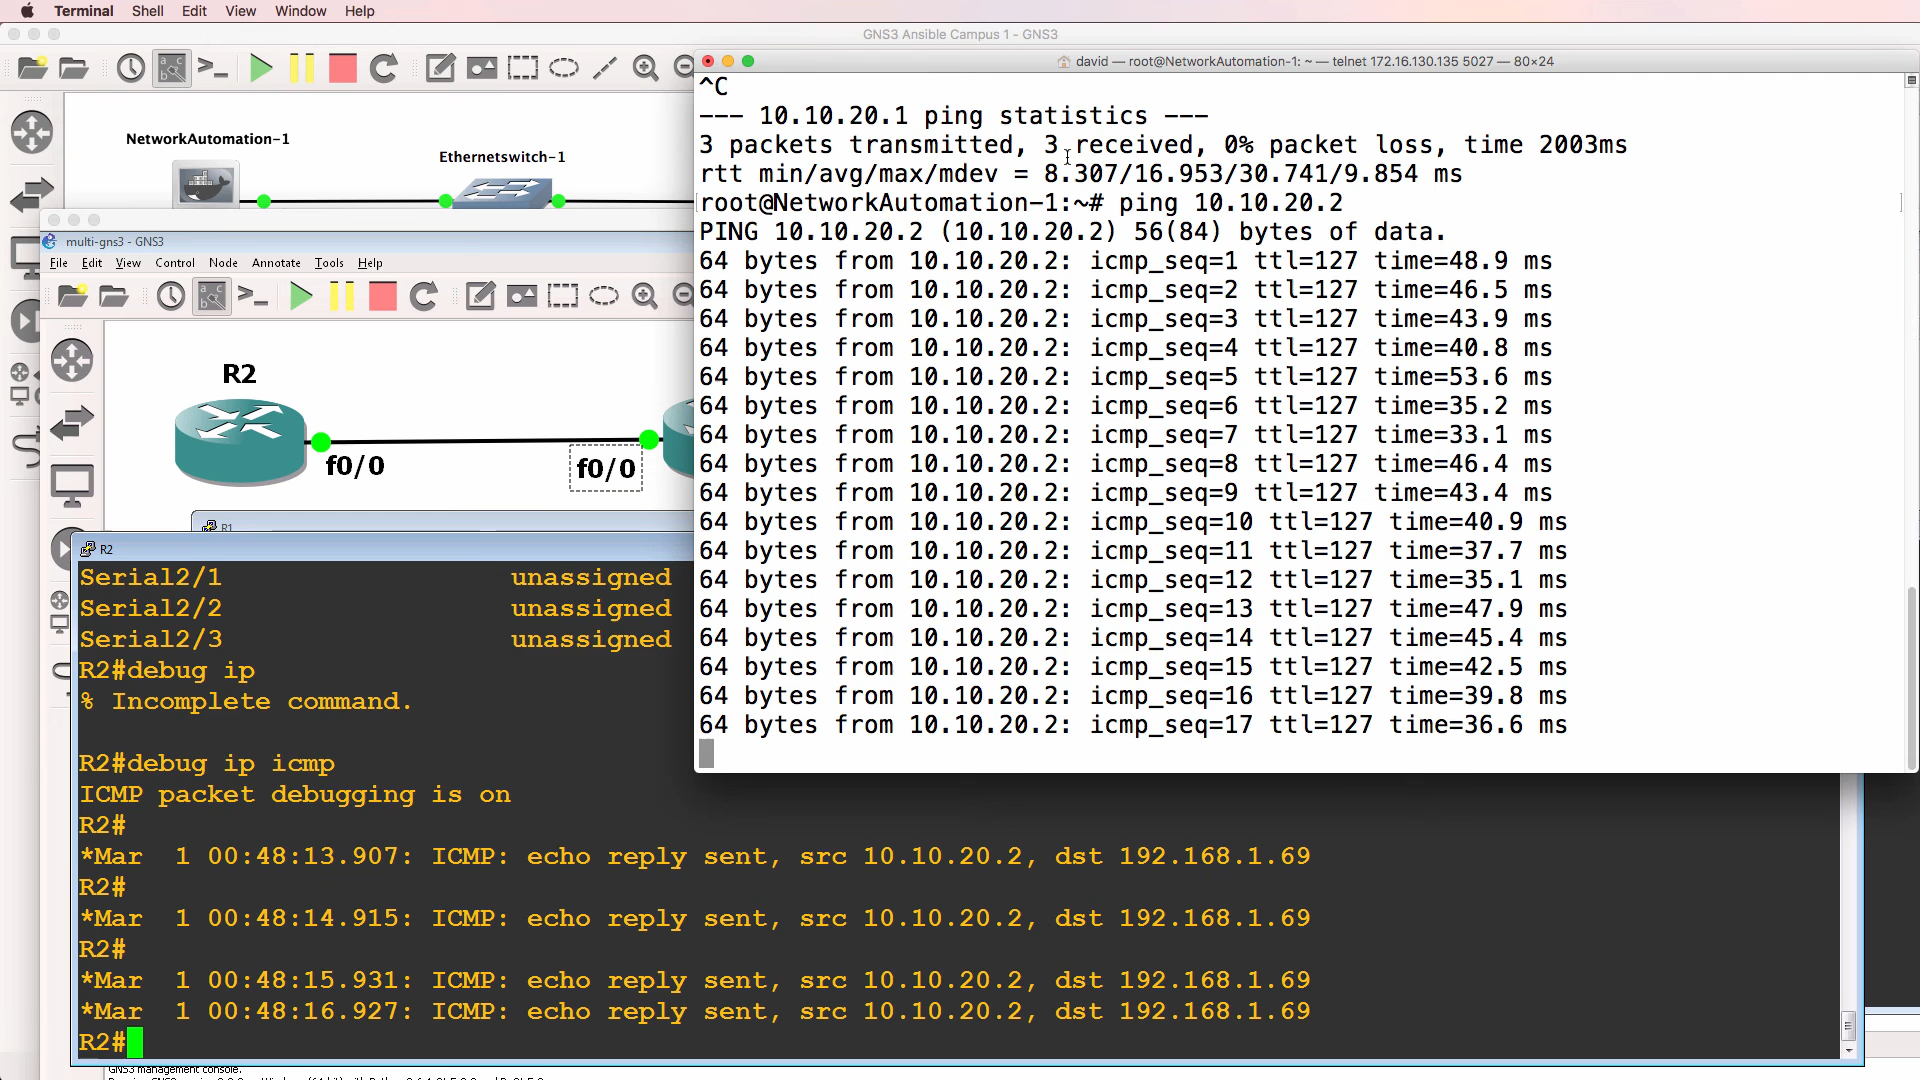 Terminal Shell Edit View Window Help
GNS3 Ansible Campus 1 - GNS3
NetworkAutomation-1
Ethernetswitch-1
david — root@NetworkAutomation-1: ~ — telnet 172.16.130.135 5027 — 80×24
^C
--- 10.10.20.1 ping statistics ---
3 packets transmitted, 3 received, 0% packet loss, time 2003ms
rtt min/avg/max/mdev = 8.307/16.953/30.741/9.854 ms
root@NetworkAutomation-1:~# ping 10.10.20.2
PING 10.10.20.2 (10.10.20.2) 56(84) bytes of data.
64 bytes from 10.10.20.2: icmp_seq=1 ttl=127 time=48.9 ms
64 bytes from 10.10.20.2: icmp_seq=2 ttl=127 time=46.5 ms
64 bytes from 10.10.20.2: icmp_seq=3 ttl=127 time=43.9 ms
64 bytes from 10.10.20.2: icmp_seq=4 ttl=127 time=40.8 ms
64 bytes from 10.10.20.2: icmp_seq=5 ttl=127 time=53.6 ms
64 bytes from 10.10.20.2: icmp_seq=6 ttl=127 time=35.2 ms
64 bytes from 10.10.20.2: icmp_seq=7 ttl=127 time=33.1 ms
64 bytes from 10.10.20.2: icmp_seq=8 ttl=127 time=46.4 ms
64 bytes from 10.10.20.2: icmp_seq=9 ttl=127 time=43.4 ms
64 bytes from 10.10.20.2: icmp_seq=10 ttl=127 time=40.9 ms
64 bytes from 10.10.20.2: icmp_seq=11 ttl=127 time=37.7 ms
64 bytes from 10.10.20.2: icmp_seq=12 ttl=127 time=35.1 ms
64 bytes from 10.10.20.2: icmp_seq=13 ttl=127 time=47.9 ms
64 bytes from 10.10.20.2: icmp_seq=14 ttl=127 time=45.4 ms
64 bytes from 10.10.20.2: icmp_seq=15 ttl=127 time=42.5 ms
64 bytes from 10.10.20.2: icmp_seq=16 ttl=127 time=39.8 ms
64 bytes from 10.10.20.2: icmp_seq=17 ttl=127 time=36.6 ms
multi-gns3 - GNS3
File Edit View Control Node Annotate Tools Help
R2
f0/0
f0/0
R1
R2
Serial2/1 unassigned
Serial2/2 unassigned
Serial2/3 unassigned
R2#debug ip
% Incomplete command.
R2#debug ip icmp
ICMP packet debugging is on
R2#
*Mar 1 00:48:13.907: ICMP: echo reply sent, src 10.10.20.2, dst 192.168.1.69
R2#
*Mar 1 00:48:14.915: ICMP: echo reply sent, src 10.10.20.2, dst 192.168.1.69
R2#
*Mar 1 00:48:15.931: ICMP: echo reply sent, src 10.10.20.2, dst 192.168.1.69
*Mar 1 00:48:16.927: ICMP: echo reply sent, src 10.10.20.2, dst 192.168.1.69
R2#
GNS3 management console.